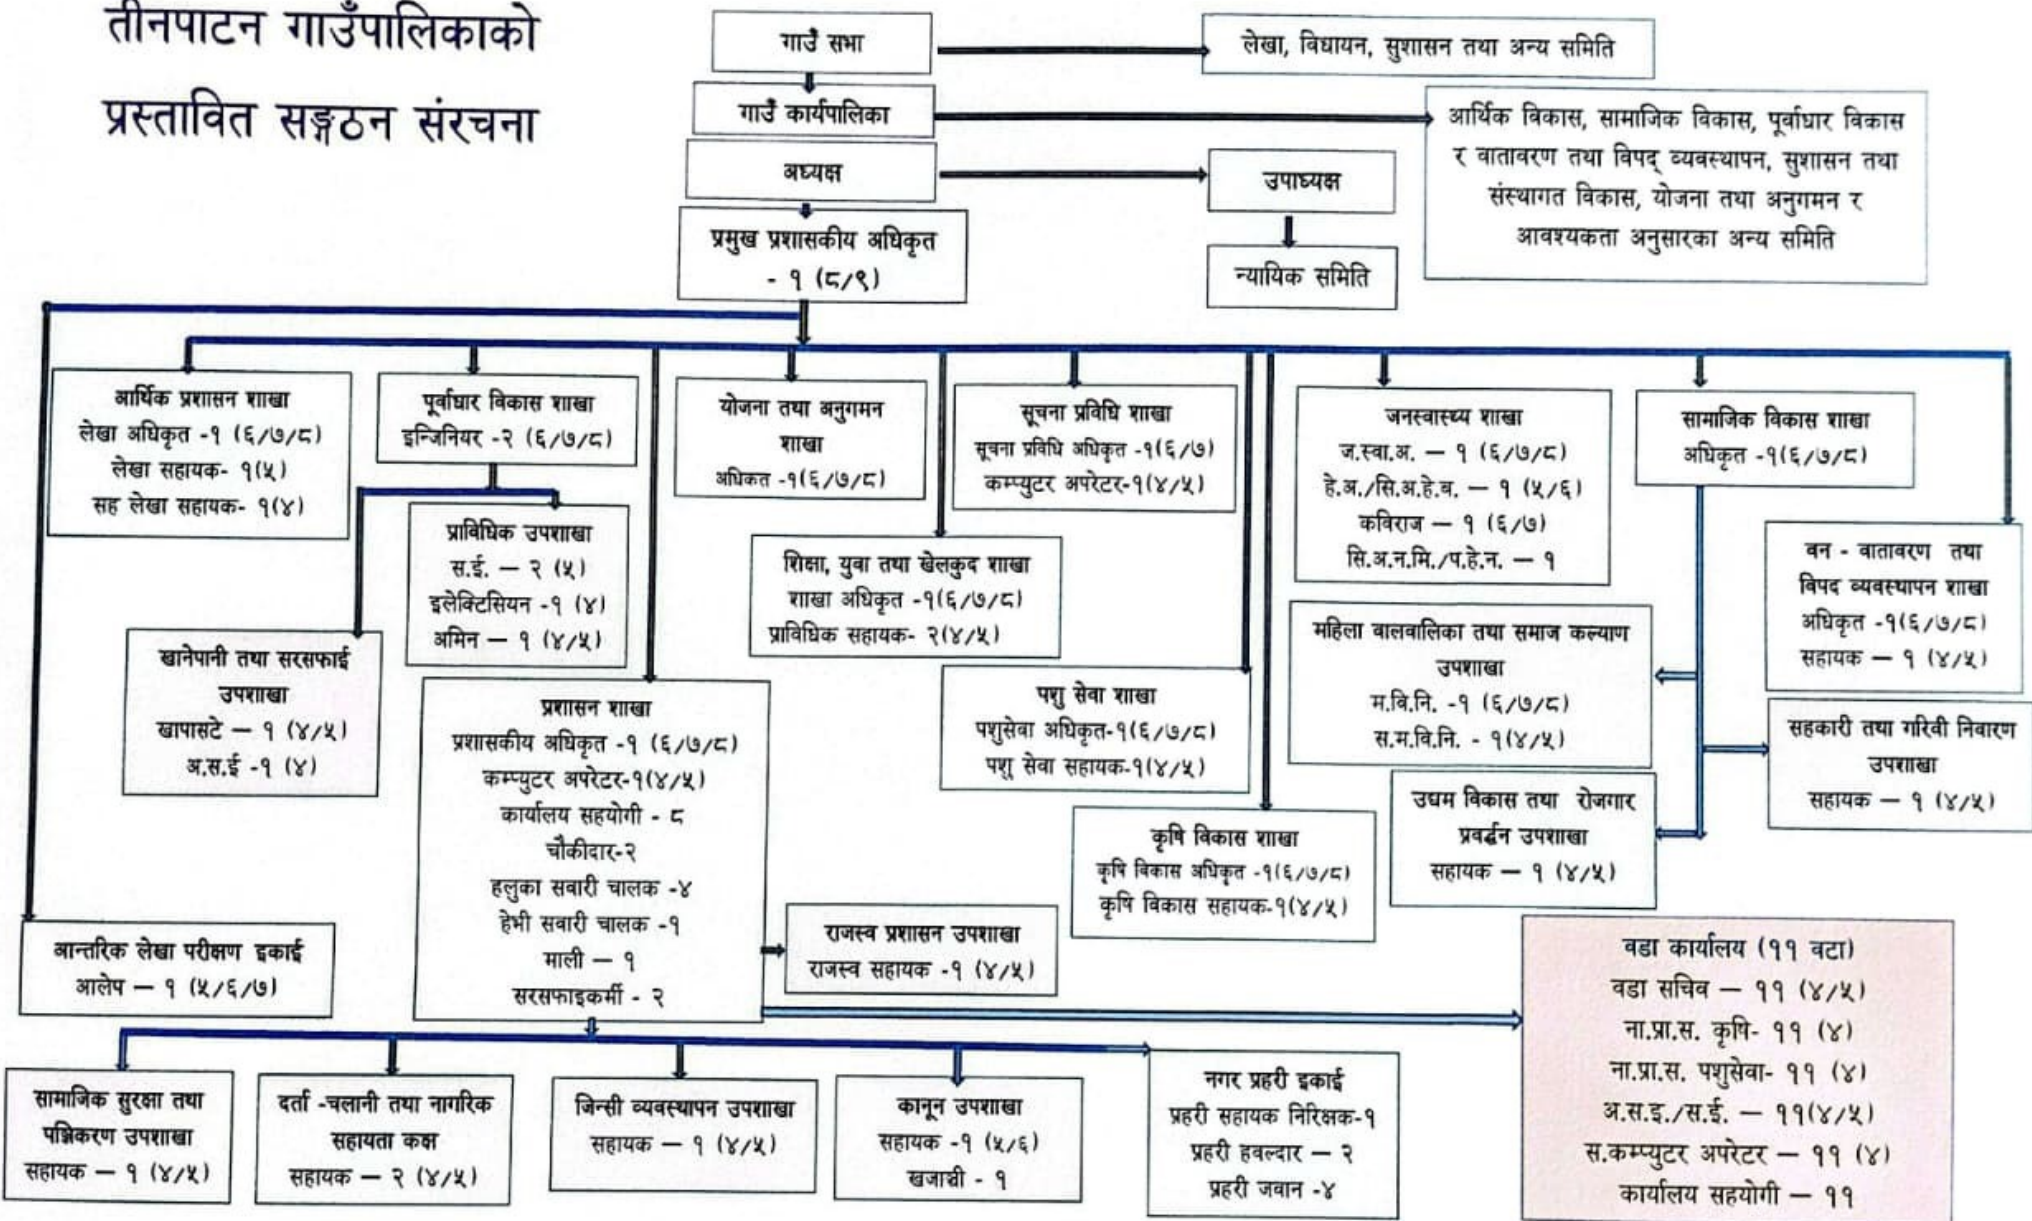 तीनपाटन गाउँपालिकाको
प्रस्तावित सङ्गठन संरचना
गाउँ सभा
लेखा, विधायन, सुशासन तथा अन्य समिति
गाउँ कार्यपालिका
आर्थिक विकास, सामाजिक विकास, पूर्वाधार विकास
र वातावरण तथा विपद् व्यवस्थापन, सुशासन तथा
संस्थागत विकास, योजना तथा अनुगमन र
आवश्यकता अनुसारका अन्य समिति
अध्यक्ष
उपाध्यक्ष
न्यायिक समिति
प्रमुख प्रशासकीय अधिकृत
- १ (८/९)
आर्थिक प्रशासन शाखा
लेखा अधिकृत -१ (६/७/८)
लेखा सहायक- १(५)
सह लेखा सहायक- १(४)
पूर्वाधार विकास शाखा
इन्जिनियर -२ (६/७/८)
योजना तथा अनुगमन
शाखा
अधिकत -१(६/७/८)
सूचना प्रविधि शाखा
सूचना प्रविधि अधिकृत -१(६/७)
कम्प्युटर अपरेटर-१(४/५)
जनस्वास्थ्य शाखा
ज.स्वा.अ. — १ (६/७/८)
हे.अ./सि.अ.हे.ब. — १ (५/६)
कविराज — १ (६/७)
सि.अ.न.मि./प.हे.न. — १
सामाजिक विकास शाखा
अधिकृत -१(६/७/८)
प्राविधिक उपशाखा
स.ई. — २ (५)
इलेक्टिसियन -१ (४)
अमिन — १ (४/५)
शिक्षा, युवा तथा खेलकुद शाखा
शाखा अधिकृत -१(६/७/८)
प्राविधिक सहायक- २(४/५)
वन - वातावरण तथा
विपद व्यवस्थापन शाखा
अधिकृत -१(६/७/८)
सहायक — १ (४/५)
खानेपानी तथा सरसफाई
उपशाखा
खापासटे — १ (४/५)
अ.स.ई -१ (४)
महिला वालवालिका तथा समाज कल्याण
उपशाखा
म.वि.नि. -१ (६/७/८)
स.म.वि.नि. - १(४/५)
प्रशासन शाखा
प्रशासकीय अधिकृत -१ (६/७/८)
कम्प्युटर अपरेटर-१(४/५)
कार्यालय सहयोगी - ८
चौकीदार-२
हलुका सवारी चालक -४
हेभी सवारी चालक -१
माली — १
सरसफाइकर्मी - २
पशु सेवा शाखा
पशुसेवा अधिकृत-१(६/७/८)
पशु सेवा सहायक-१(४/५)
सहकारी तथा गरिवी निवारण
उपशाखा
सहायक — १ (४/५)
उद्यम विकास तथा रोजगार
प्रवर्द्धन उपशाखा
सहायक — १ (४/५)
कृषि विकास शाखा
कृषि विकास अधिकृत -१(६/७/८)
कृषि विकास सहायक-१(४/५)
आन्तरिक लेखा परीक्षण इकाई
आलेप — १ (५/६/७)
राजस्व प्रशासन उपशाखा
राजस्व सहायक -१ (४/५)
वडा कार्यालय (११ वटा)
वडा सचिव — ११ (४/५)
ना.प्रा.स. कृषि- ११ (४)
ना.प्रा.स. पशुसेवा- ११ (४)
अ.स.इ./स.ई. — ११(४/५)
स.कम्प्युटर अपरेटर — ११ (४)
कार्यालय सहयोगी — ११
सामाजिक सुरक्षा तथा
पञ्जिकरण उपशाखा
सहायक — १ (४/५)
दर्ता -चलानी तथा नागरिक
सहायता कक्ष
सहायक — २ (४/५)
जिन्सी व्यवस्थापन उपशाखा
सहायक — १ (४/५)
कानून उपशाखा
सहायक -१ (५/६)
खजाञ्ची - १
नगर प्रहरी इकाई
प्रहरी सहायक निरिक्षक-१
प्रहरी हवल्दार — २
प्रहरी जवान -४